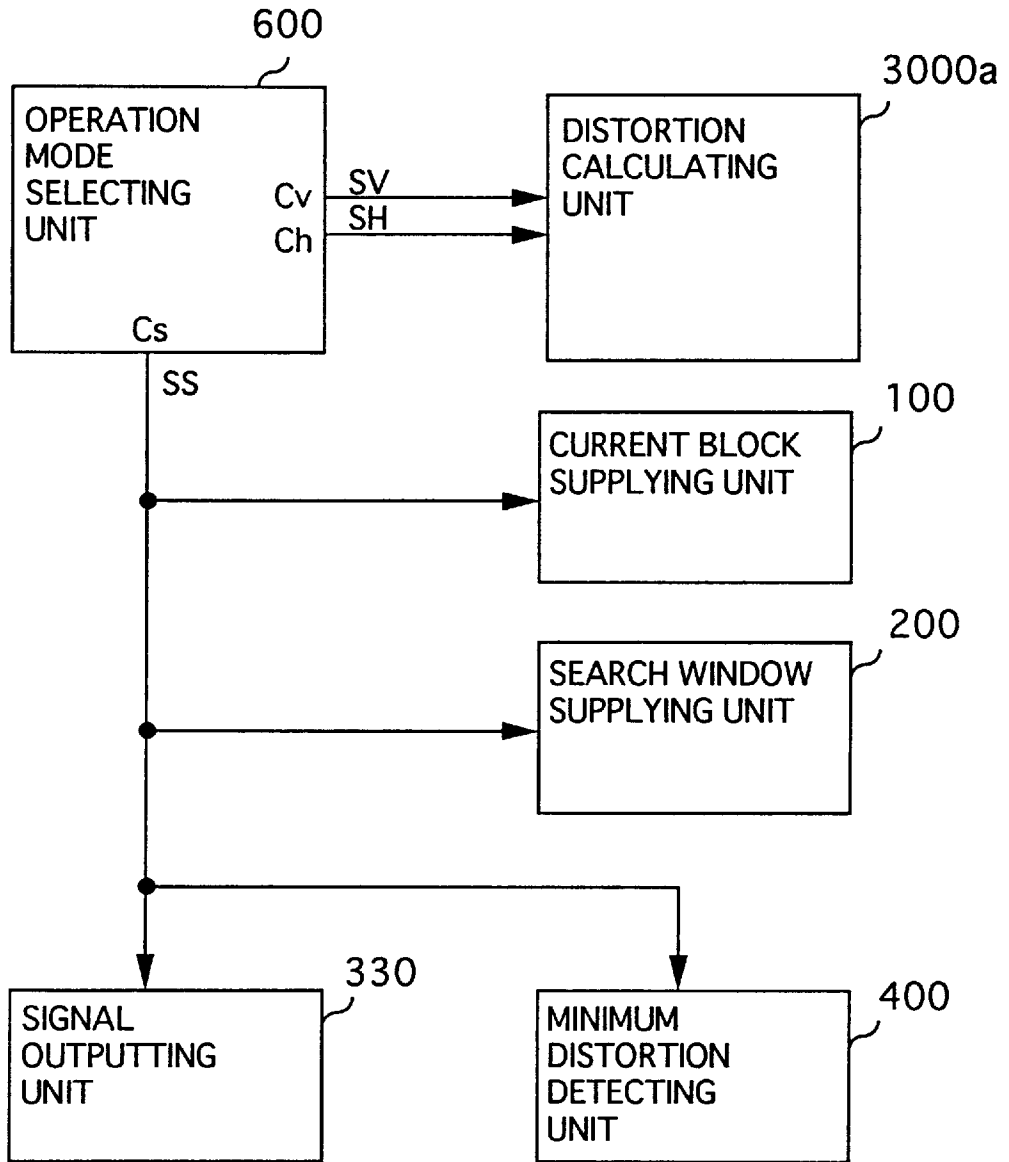 600
OPERATION
MODE
SELECTING
UNIT
Cv
Ch
Cs
SV
SH
SS
3000a
DISTORTION
CALCULATING
UNIT
100
CURRENT BLOCK
SUPPLYING UNIT
200
SEARCH WINDOW
SUPPLYING UNIT
330
SIGNAL
OUTPUTTING
UNIT
400
MINIMUM
DISTORTION
DETECTING
UNIT